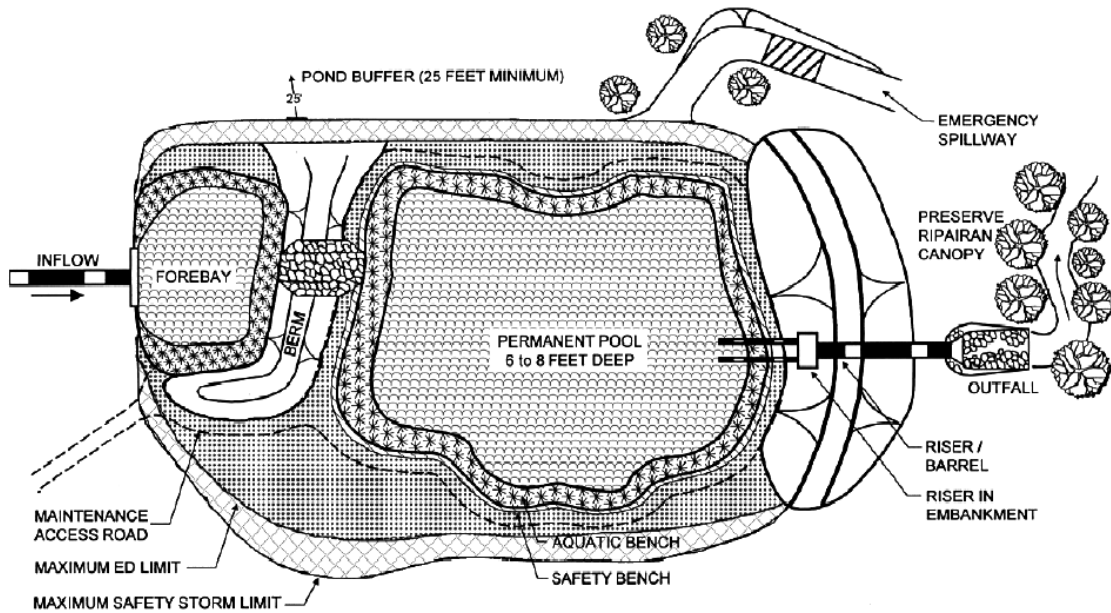 POND BUFFER (25 FEET MINIMUM)
25'
EMERGENCY
SPILLWAY
PRESERVE
RIPAIRAN
CANOPY
INFLOW
FOREBAY
BERM
PERMANENT POOL
6 to 8 FEET DEEP
OUTFALL
RISER /
BARREL
RISER IN
EMBANKMENT
MAINTENANCE
ACCESS ROAD
AQUATIC BENCH
MAXIMUM ED LIMIT
SAFETY BENCH
MAXIMUM SAFETY STORM LIMIT